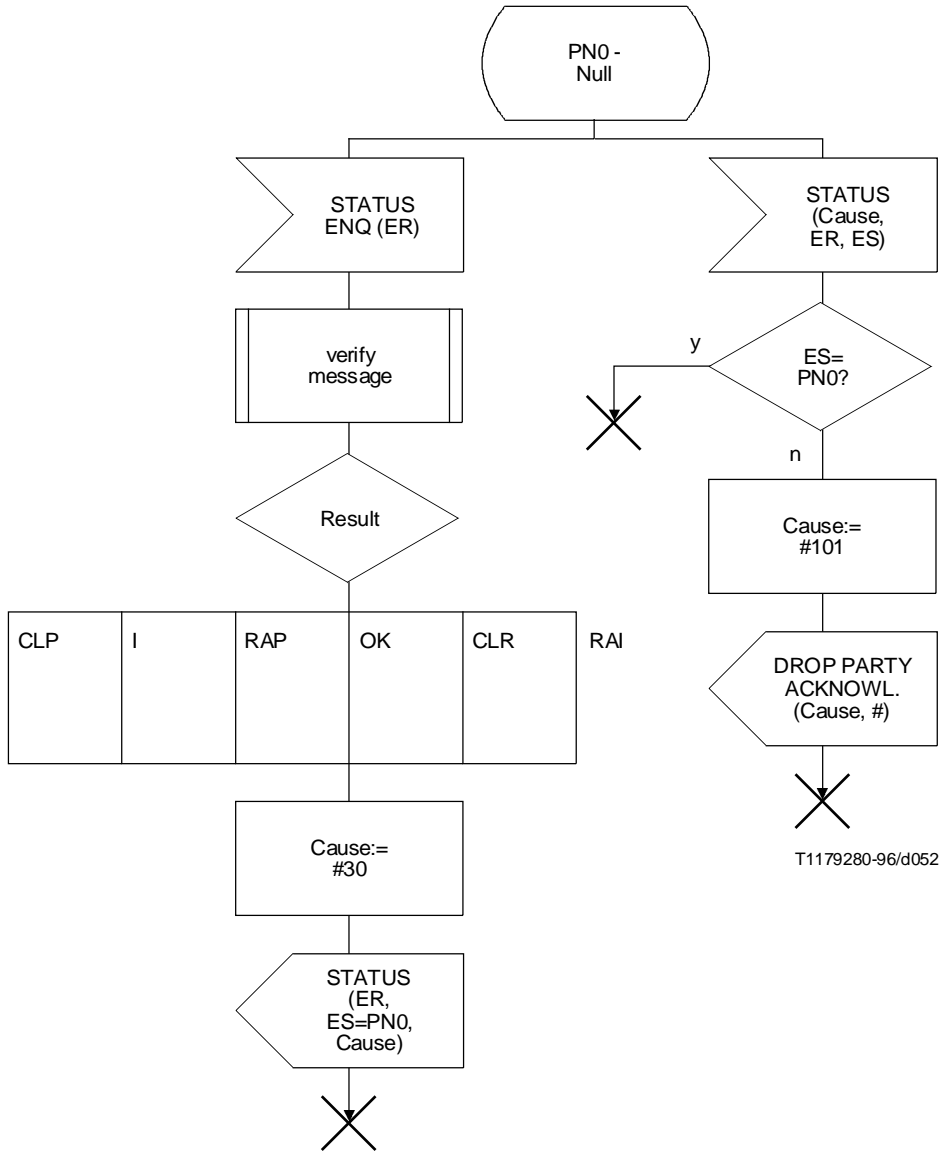 PN0 -
Null
STATUS
ENQ (ER)
STATUS
(Cause,
ER, ES)
verify
message
y
ES=
PN0?
n
Result
Cause:=
#101
CLP
I
RAP
OK
CLR
RAI
DROP PARTY
ACKNOWL.
(Cause, #)
Cause:=
#30
T1179280-96/d052
STATUS
(ER,
ES=PN0,
Cause)